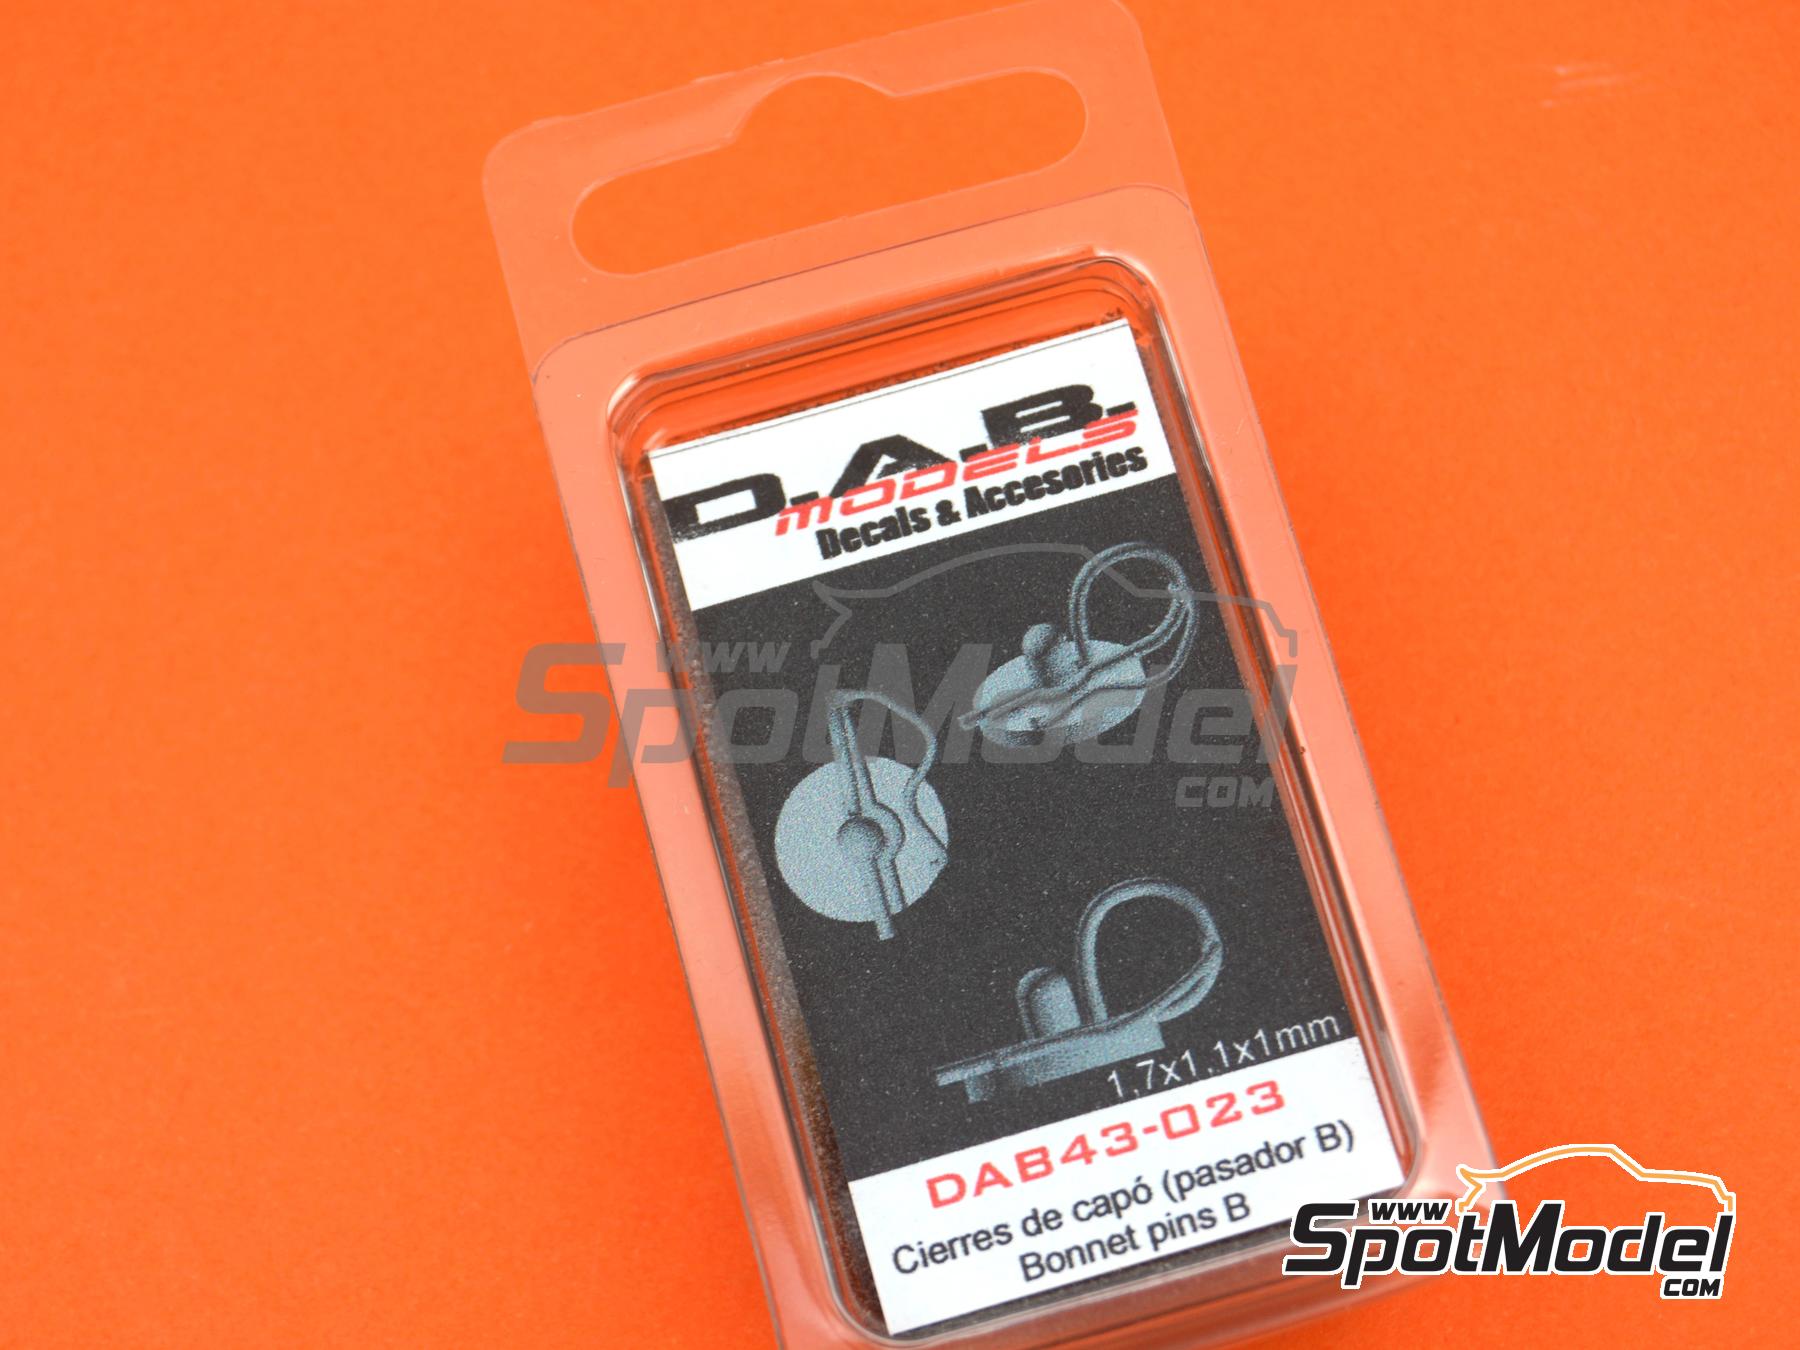 D.A.B.
MODELS
Decals & Accesories
www
SpotModel
.COM
1,7x1,1x1mm
DAB43-023
Cierres de capó (pasador B)
Bonnet pins B
www
SpotModel
.COM